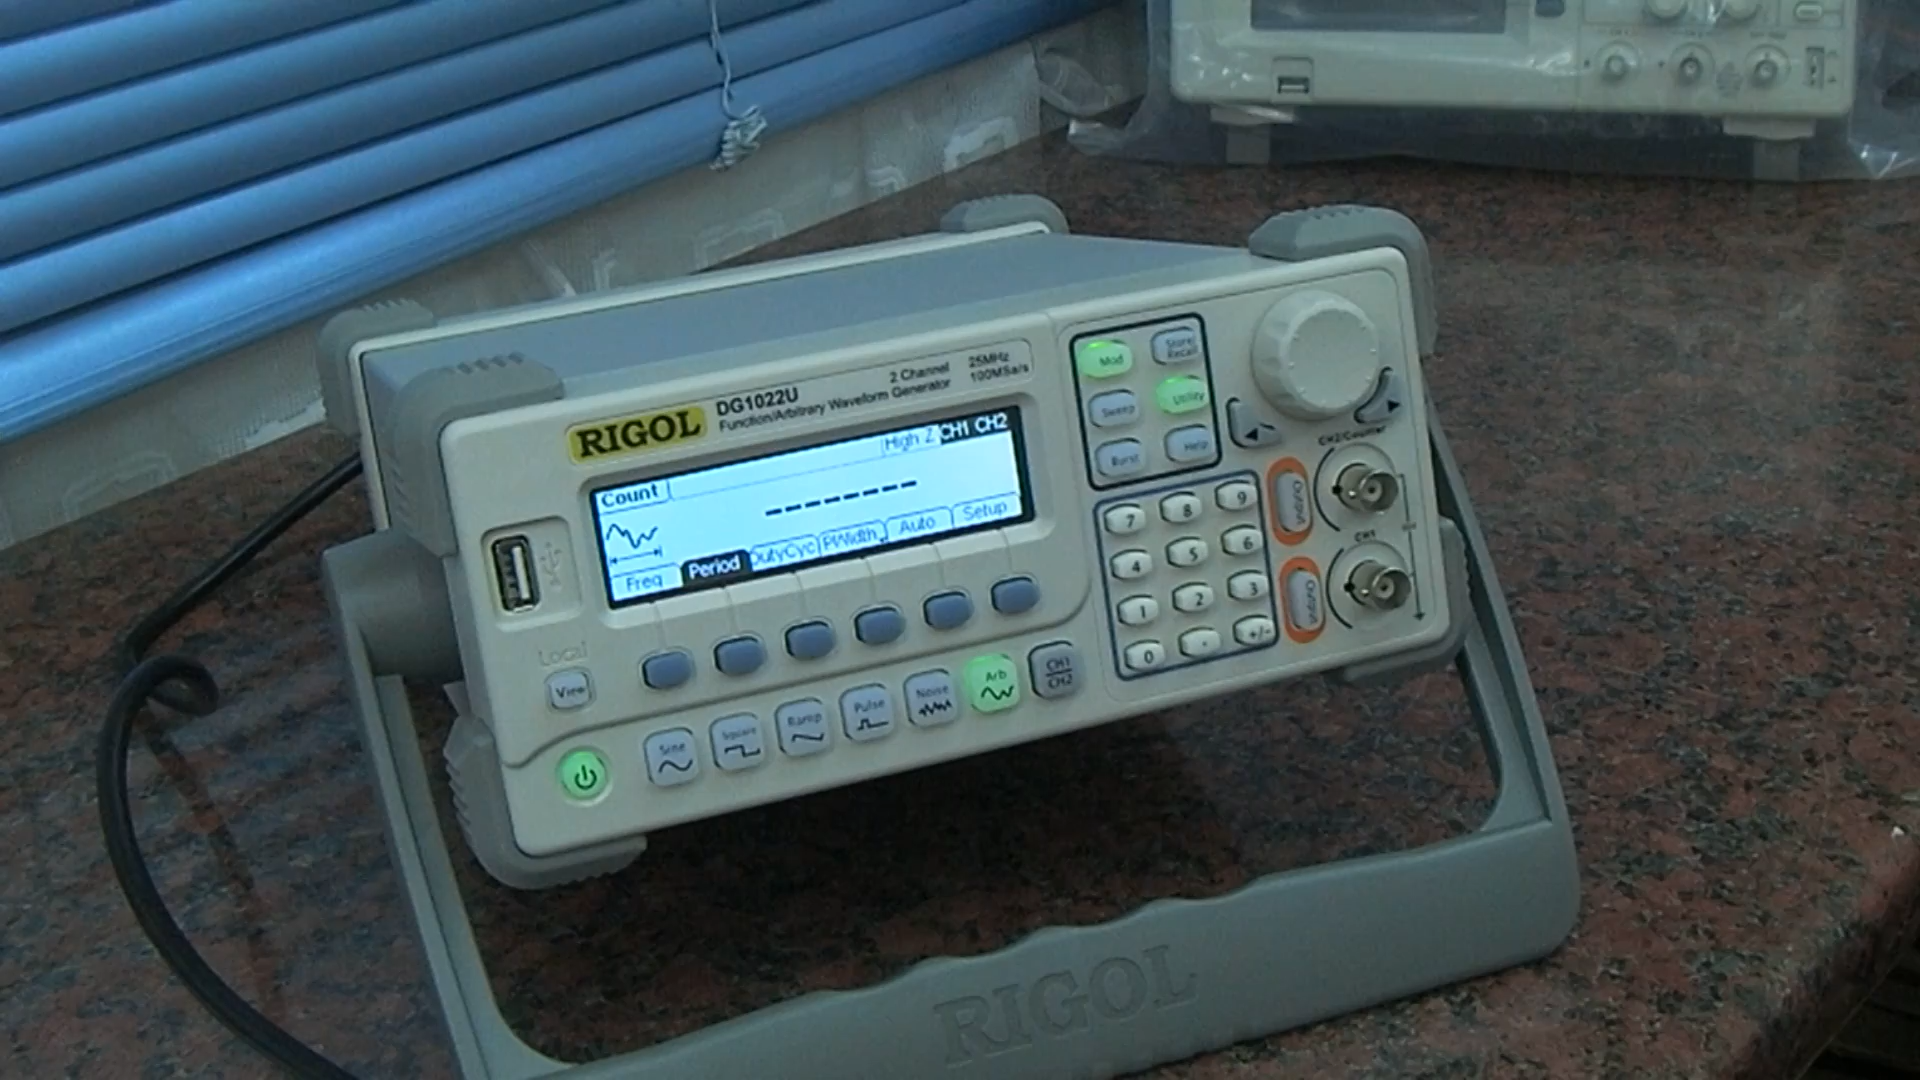 RIGOL
DG1022U
Function/Arbitrary Waveform Generator
2 Channel
25MHz
100MSa/s
High Z CH1 CH2
Count
--------
Freq Period DutyCyc PWidth Auto Setup
Local
View
Sine
Square
Ramp
Pulse
Noise
Arb
CH1
CH2
Mod
Store
Recall
Sweep
Utility
Burst
Help
7 8 9
4 5 6
1 2 3
0 . +/-
CH2/Counter
Output
CH1
Output
RIGOL